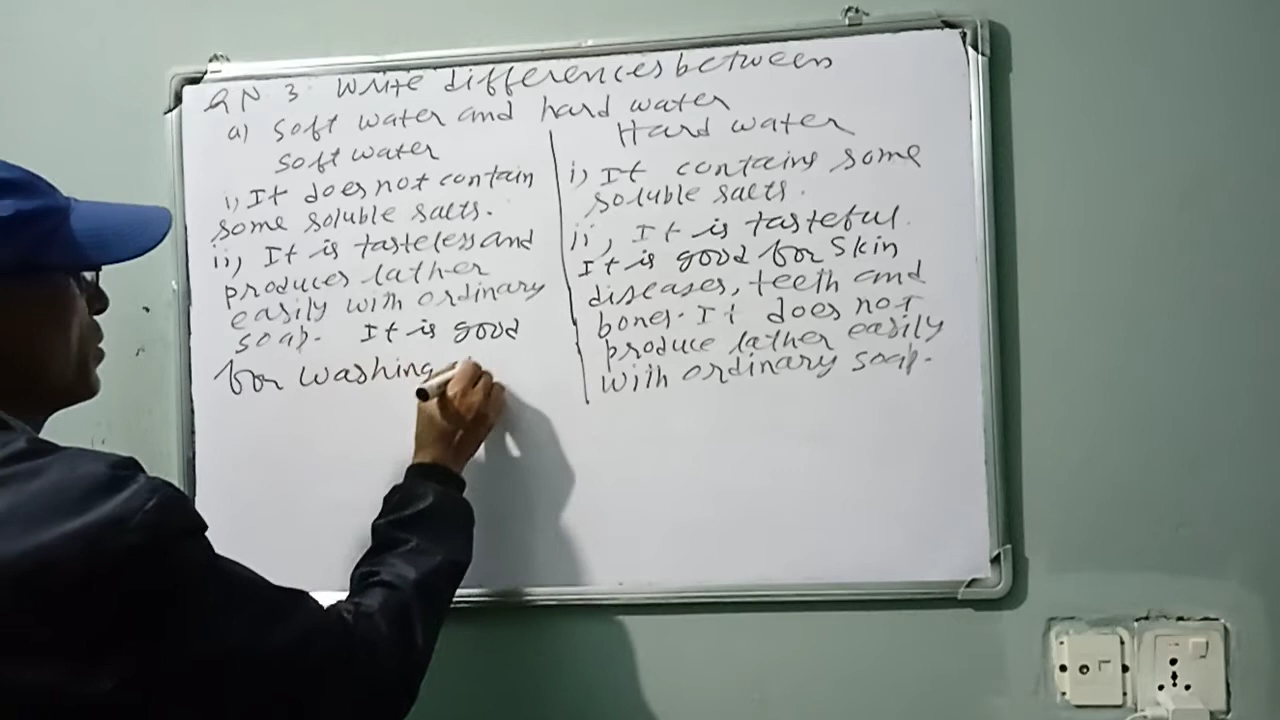 QN 3. Write differences between
a) soft water and hard water
soft water
i, It does not contain
some soluble salts.
ii, It is tasteless and
produces lather
easily with ordinary
soap. It is good
for washing
Hard water
i, It contains some
soluble salts.
ii, It is tasteful.
It is good for skin
diseases, teeth and
bones. It does not
produce lather easily
with ordinary soap.